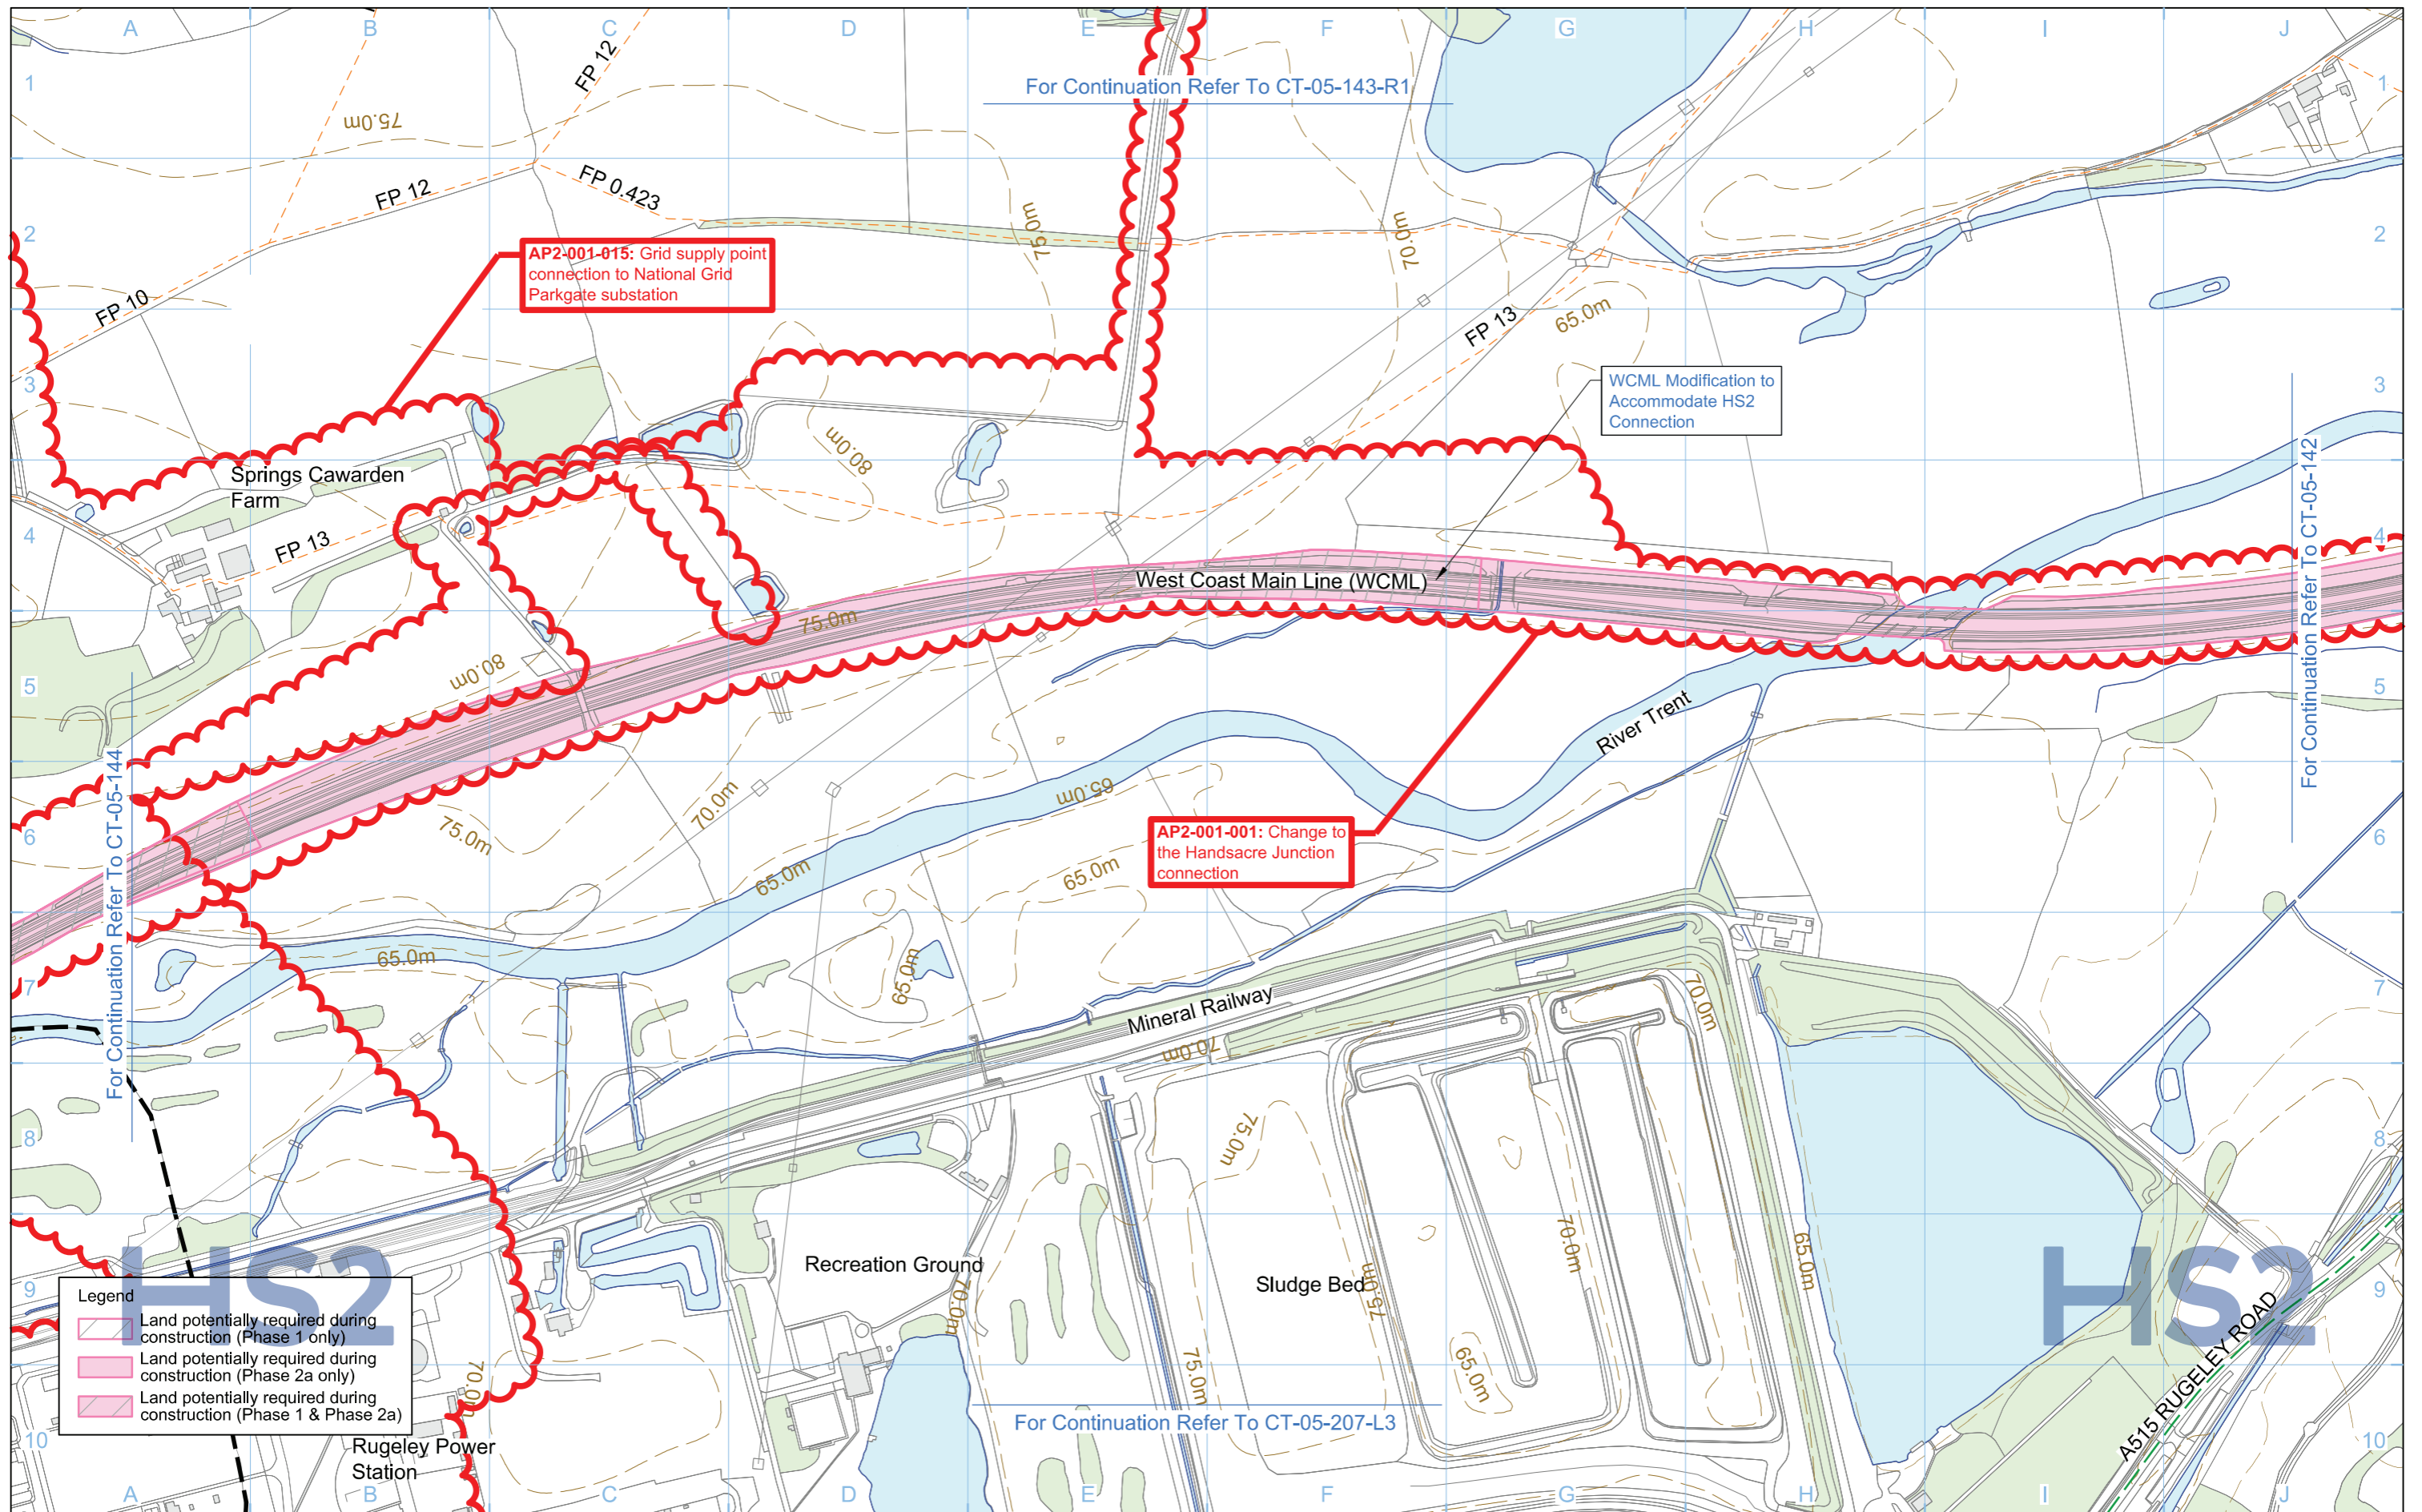 A B C D E F G H I J
1 1
FP 12
For Continuation Refer To CT-05-143-R1
75.0m
FP 12
FP 0.423
75.0m
70.0m
2 2
AP2-001-015: Grid supply point
connection to National Grid
Parkgate substation
FP 10
65.0m
FP 13
3 3
WCML Modification to
Accommodate HS2
Connection
80.0m
Springs Cawarden
Farm
4 4
FP 13
For Continuation Refer To CT-05-142
West Coast Main Line (WCML)
75.0m
80.0m
5 5
River Trent
For Continuation Refer To CT-05-144
65.0m
70.0m
75.0m
6 6
AP2-001-001: Change to
the Handsacre Junction
connection
65.0m
65.0m
65.0m
65.0m
7 7
Mineral Railway
70.0m
70.0m
75.0m
8 8
70.0m
65.0m
Recreation Ground
Sludge Bed
75.0m
70.0m
9 9
HS2
HS2
Legend
Land potentially required during
construction (Phase 1 only)
Land potentially required during
construction (Phase 2a only)
Land potentially required during
construction (Phase 1 & Phase 2a)
70.0m
75.0m
65.0m
A515 RUGELEY ROAD
For Continuation Refer To CT-05-207-L3
10 10
Rugeley Power
Station
A B C D E F G H I J